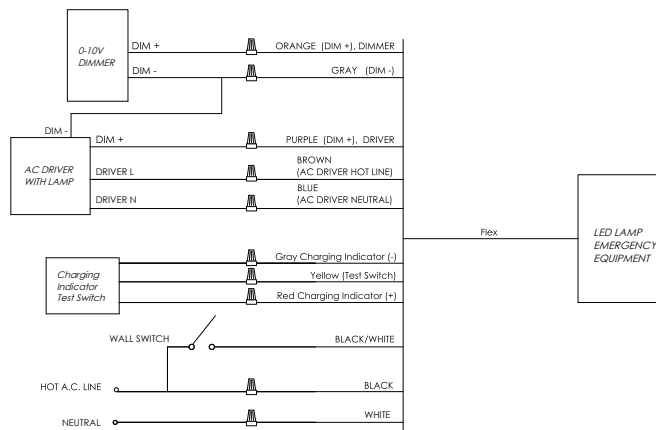 0-10V
DIMMER
DIM +
ORANGE (DIM +), DIMMER
DIM -
GRAY (DIM -)
DIM -
AC DRIVER
WITH LAMP
DIM +
PURPLE (DIM +), DRIVER
DRIVER L
BROWN
(AC DRIVER HOT LINE)
DRIVER N
BLUE
(AC DRIVER NEUTRAL)
Flex
LED LAMP
EMERGENCY
EQUIPMENT
Charging
Indicator
Test Switch
Gray Charging Indicator (-)
Yellow (Test Switch)
Red Charging Indicator (+)
WALL SWITCH
BLACK/WHITE
HOT A.C. LINE
BLACK
NEUTRAL
WHITE